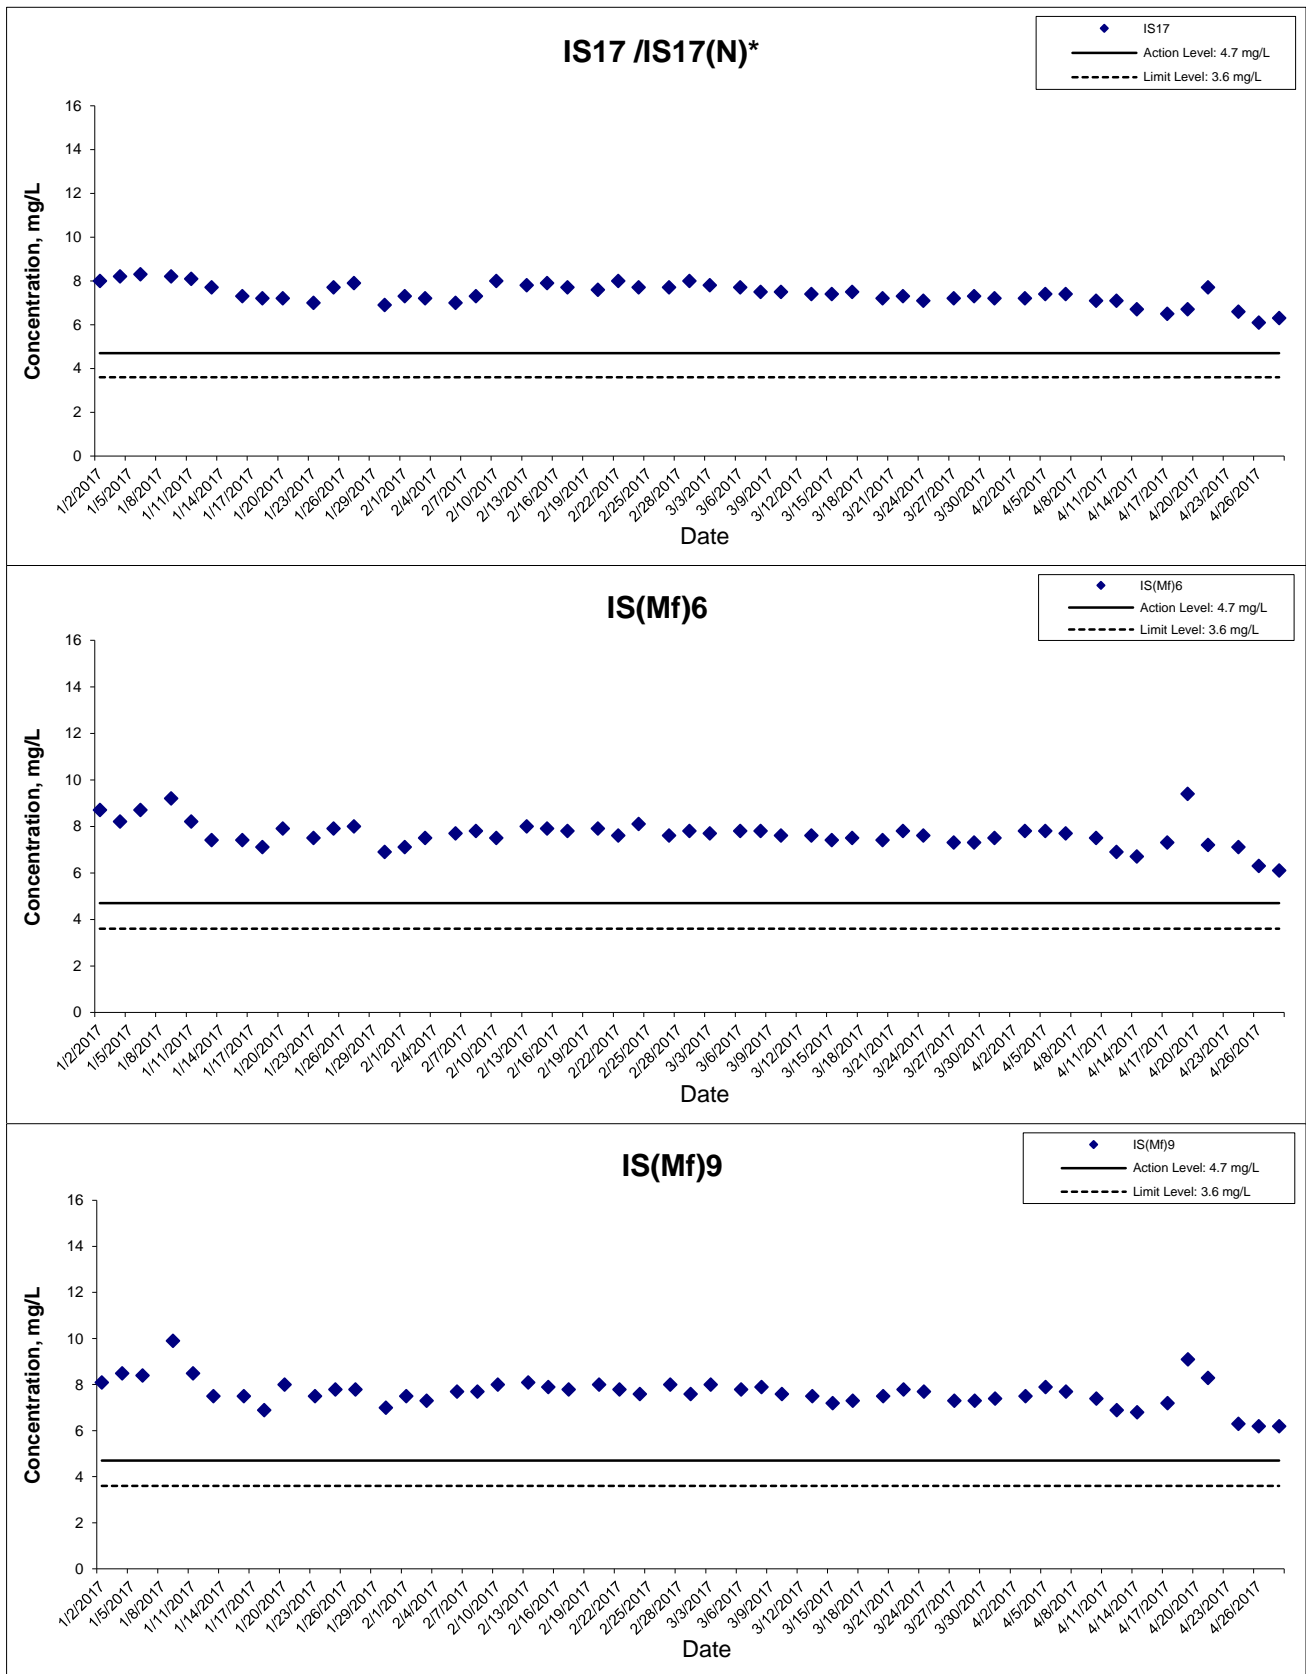 IS17 /IS17(N)*
IS17
Action Level: 4.7 mg/L
Limit Level: 3.6 mg/L
Concentration, mg/L
16
14
12
10
8
6
4
2
0
1/2/2017 1/5/2017 1/8/2017 1/11/2017 1/14/2017 1/17/2017 1/20/2017 1/23/2017 1/26/2017 1/29/2017 2/1/2017 2/4/2017 2/7/2017 2/10/2017 2/13/2017 2/16/2017 2/19/2017 2/22/2017 2/25/2017 2/28/2017 3/3/2017 3/6/2017 3/9/2017 3/12/2017 3/15/2017 3/18/2017 3/21/2017 3/24/2017 3/27/2017 3/30/2017 4/2/2017 4/5/2017 4/8/2017 4/11/2017 4/14/2017 4/17/2017 4/20/2017 4/23/2017 4/26/2017
Date
IS(Mf)6
IS(Mf)6
Action Level: 4.7 mg/L
Limit Level: 3.6 mg/L
Concentration, mg/L
16
14
12
10
8
6
4
2
0
1/2/2017 1/5/2017 1/8/2017 1/11/2017 1/14/2017 1/17/2017 1/20/2017 1/23/2017 1/26/2017 1/29/2017 2/1/2017 2/4/2017 2/7/2017 2/10/2017 2/13/2017 2/16/2017 2/19/2017 2/22/2017 2/25/2017 2/28/2017 3/3/2017 3/6/2017 3/9/2017 3/12/2017 3/15/2017 3/18/2017 3/21/2017 3/24/2017 3/27/2017 3/30/2017 4/2/2017 4/5/2017 4/8/2017 4/11/2017 4/14/2017 4/17/2017 4/20/2017 4/23/2017 4/26/2017
Date
IS(Mf)9
IS(Mf)9
Action Level: 4.7 mg/L
Limit Level: 3.6 mg/L
Concentration, mg/L
16
14
12
10
8
6
4
2
0
1/2/2017 1/5/2017 1/8/2017 1/11/2017 1/14/2017 1/17/2017 1/20/2017 1/23/2017 1/26/2017 1/29/2017 2/1/2017 2/4/2017 2/7/2017 2/10/2017 2/13/2017 2/16/2017 2/19/2017 2/22/2017 2/25/2017 2/28/2017 3/3/2017 3/6/2017 3/9/2017 3/12/2017 3/15/2017 3/18/2017 3/21/2017 3/24/2017 3/27/2017 3/30/2017 4/2/2017 4/5/2017 4/8/2017 4/11/2017 4/14/2017 4/17/2017 4/20/2017 4/23/2017 4/26/2017
Date